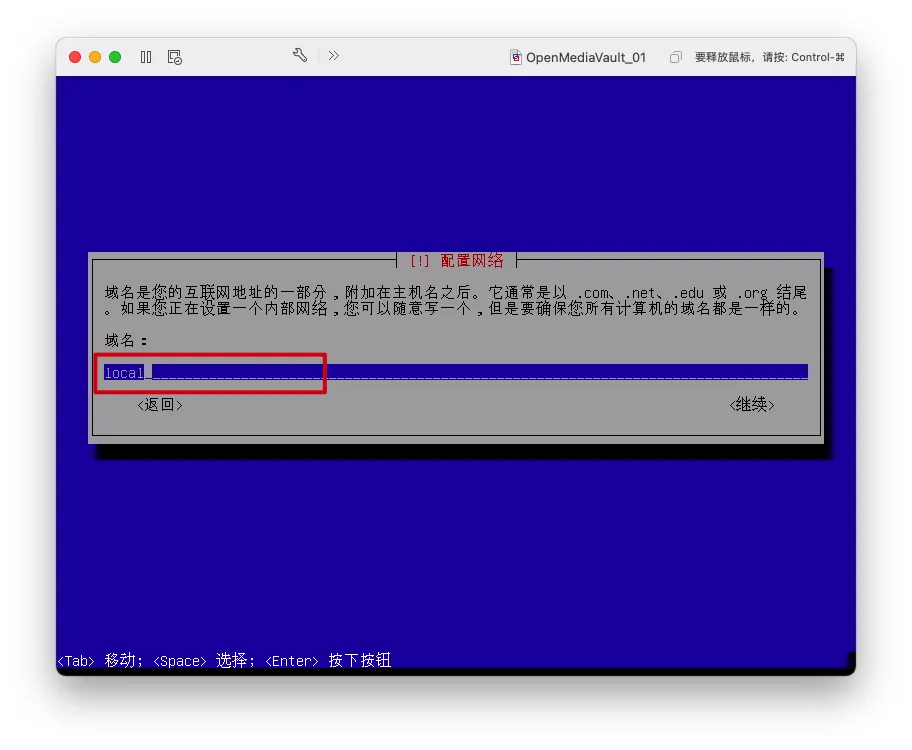 OpenMediaVault_01
要释放鼠标，请按: Control-⌘
[!] 配置网络
域名是您的互联网地址的一部分，附加在主机名之后。它通常是以 .com、.net、.edu 或 .org 结尾
。如果您正在设置一个内部网络，您可以随意写一个，但是要确保您所有计算机的域名都是一样的。
域名：
local
<返回> <继续>
<Tab> 移动; <Space> 选择; <Enter> 按下按钮